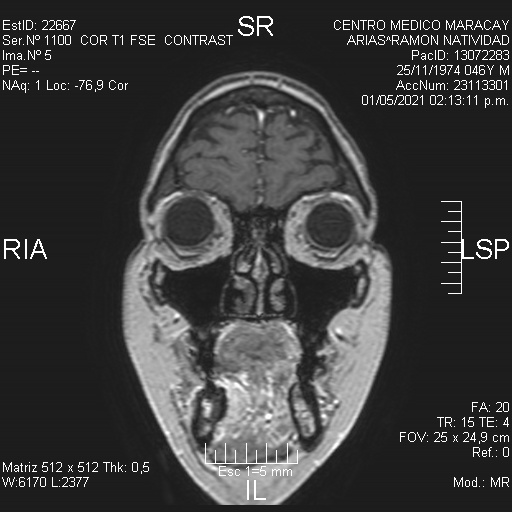 EstID: 22667
Ser.Nº 1100 COR T1 FSE CONTRAST
Ima.Nº 5
PE= --
NAq: 1 Loc: -76,9 Cor
SR
CENTRO MEDICO MARACAY
ARIAS^RAMON NATIVIDAD
PacID: 13072283
25/11/1974 046Y M
AccNum: 23113301
01/05/2021 02:13:11 p.m.
RIA
LSP
FA: 20
TR: 15 TE: 4
FOV: 25 x 24,9 cm
Ref.: 0
Matriz 512 x 512 Thk: 0,5
W:6170 L:2377
Esc 1=5 mm
IL
Mod.: MR